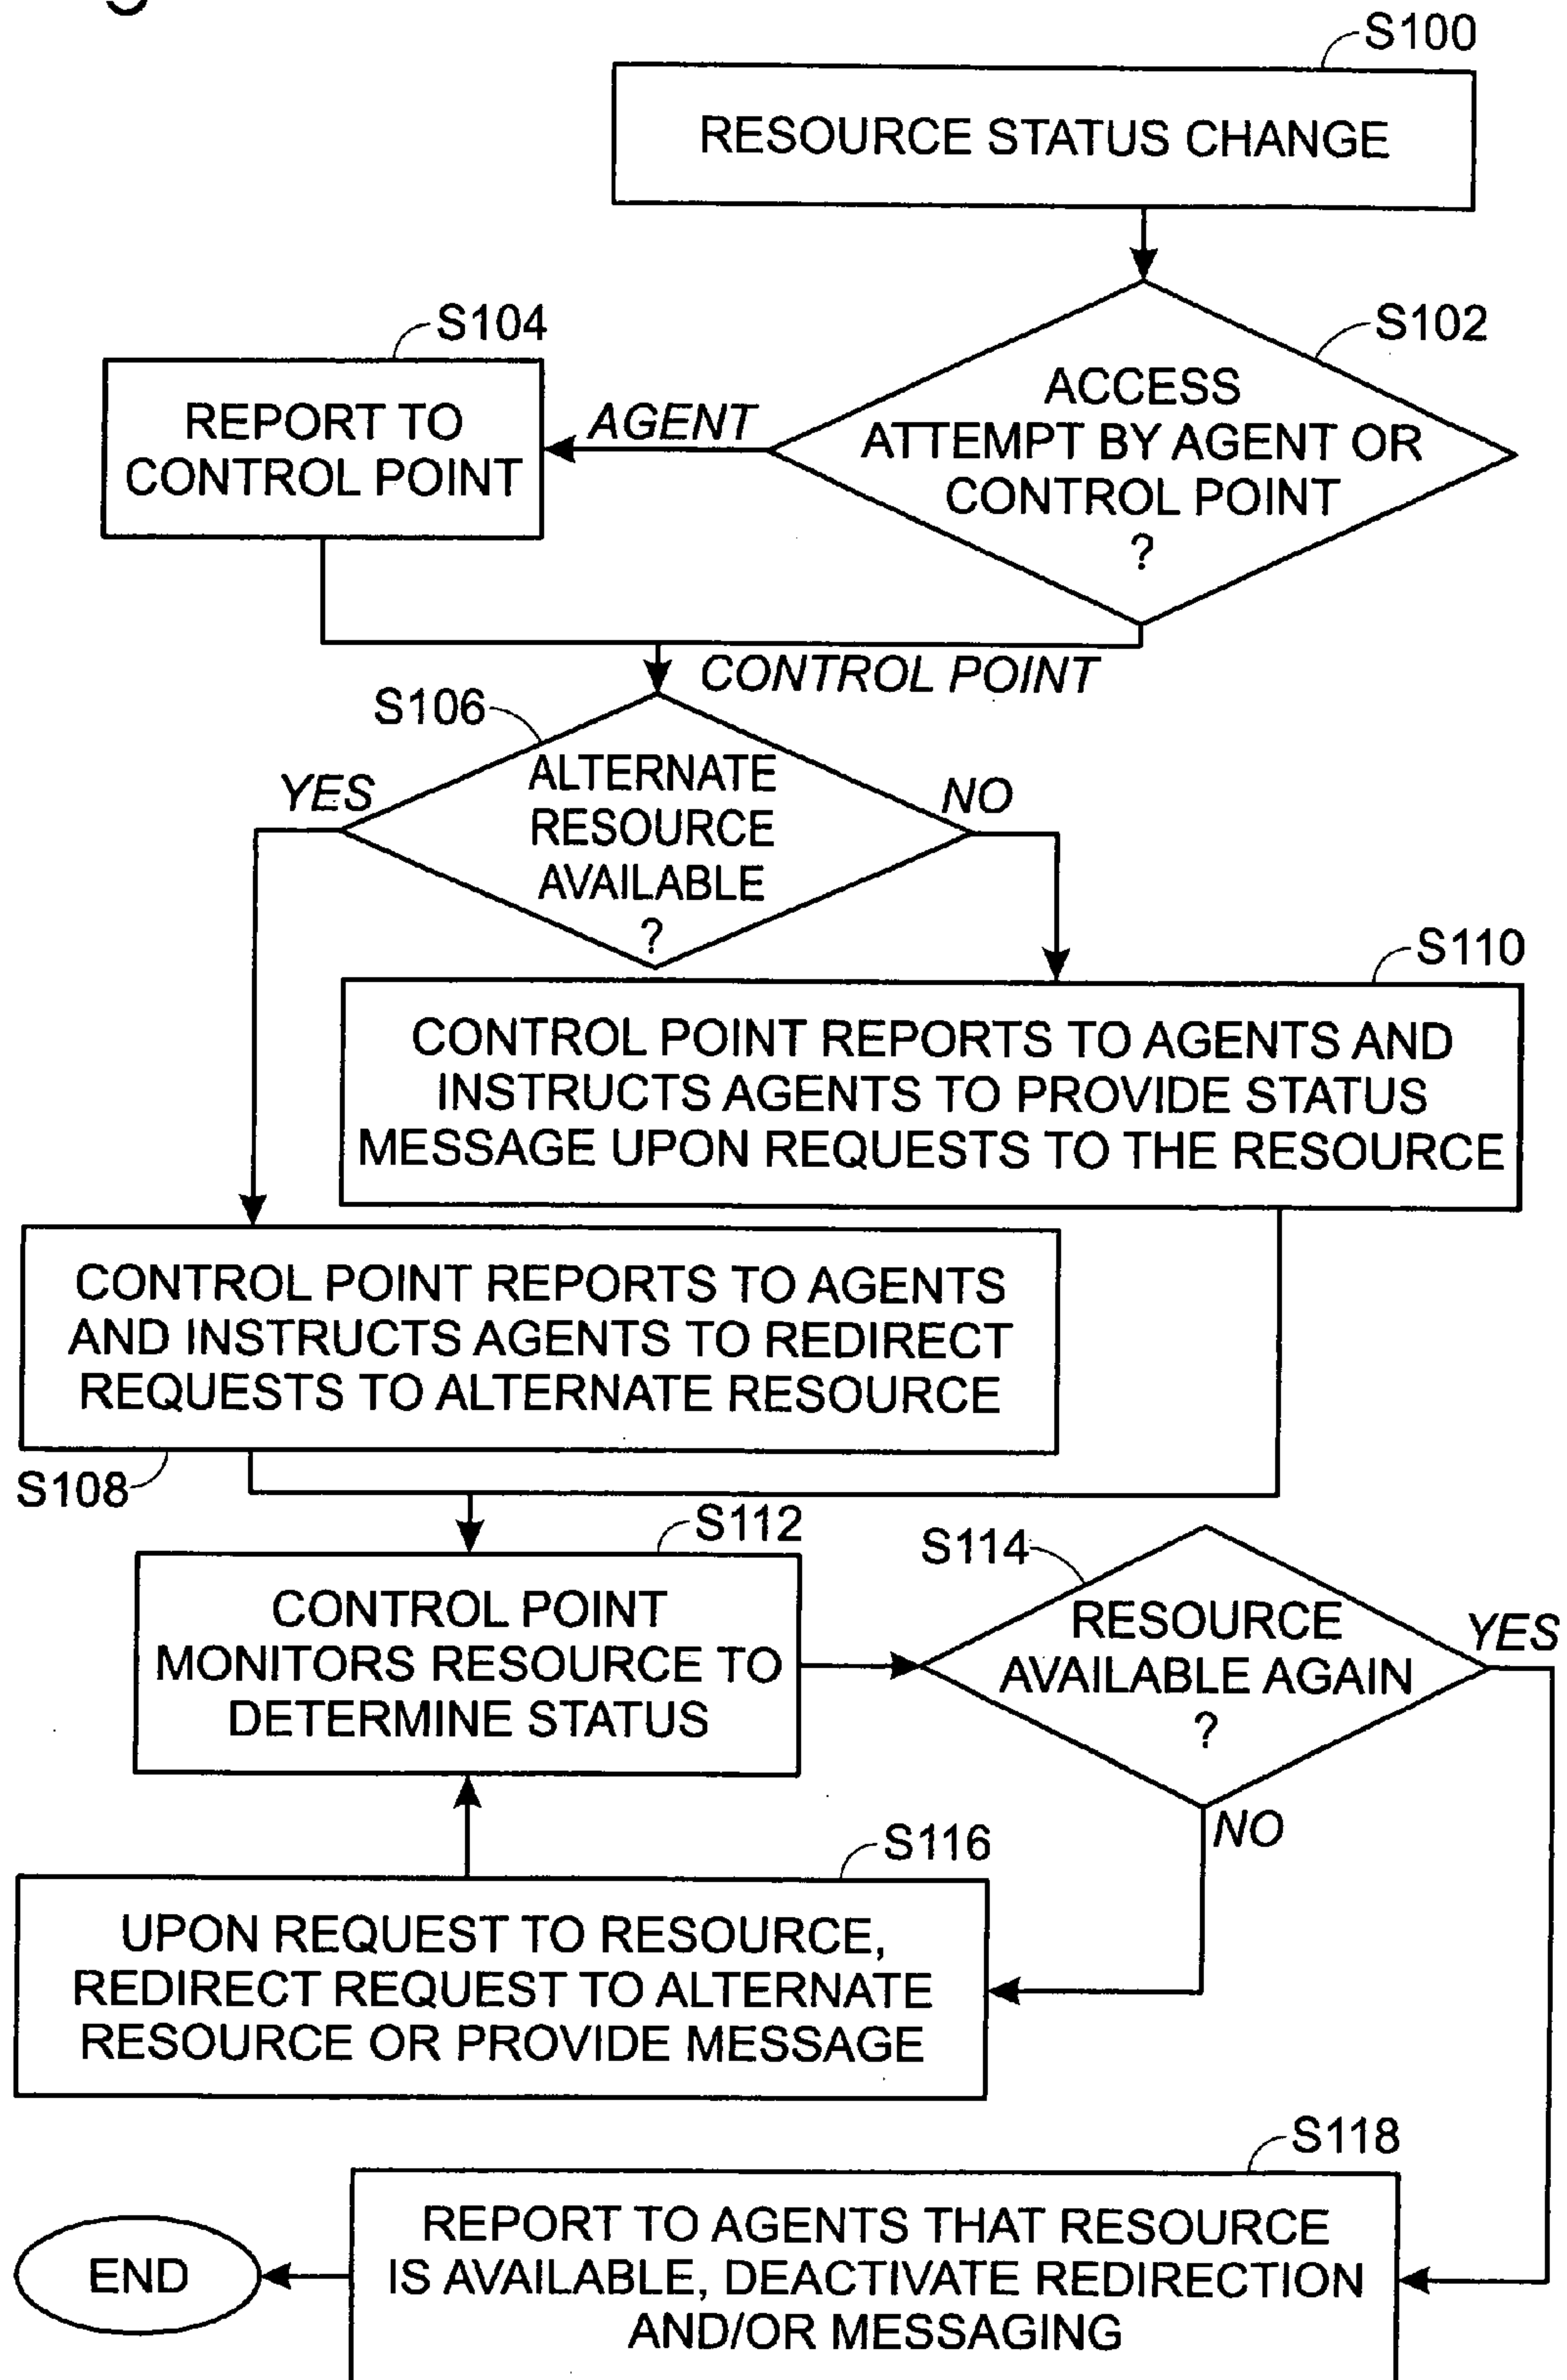 S100
RESOURCE STATUS CHANGE
S104
S102
REPORT TO
CONTROL POINT
AGENT
ACCESS
ATTEMPT BY AGENT OR
CONTROL POINT
?
CONTROL POINT
S106
YES
ALTERNATE
RESOURCE
AVAILABLE
?
NO
S110
CONTROL POINT REPORTS TO AGENTS AND
INSTRUCTS AGENTS TO PROVIDE STATUS
MESSAGE UPON REQUESTS TO THE RESOURCE
CONTROL POINT REPORTS TO AGENTS
AND INSTRUCTS AGENTS TO REDIRECT
REQUESTS TO ALTERNATE RESOURCE
S108
S112
CONTROL POINT
MONITORS RESOURCE TO
DETERMINE STATUS
S114
RESOURCE
AVAILABLE AGAIN
?
YES
NO
S116
UPON REQUEST TO RESOURCE,
REDIRECT REQUEST TO ALTERNATE
RESOURCE OR PROVIDE MESSAGE
S118
REPORT TO AGENTS THAT RESOURCE
IS AVAILABLE, DEACTIVATE REDIRECTION
AND/OR MESSAGING
END